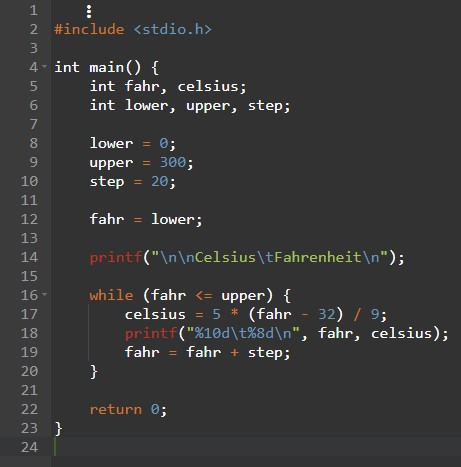 1
2 #include <stdio.h>
3
4 int main() {
5 int fahr, celsius;
6 int lower, upper, step;
7
8 lower = 0;
9 upper = 300;
10 step = 20;
11
12 fahr = lower;
13
14 printf("\n\nCelsius\tFahrenheit\n");
15
16 while (fahr <= upper) {
17 celsius = 5 * (fahr - 32) / 9;
18 printf("%10d\t%8d\n", fahr, celsius);
19 fahr = fahr + step;
20 }
21
22 return 0;
23 }
24